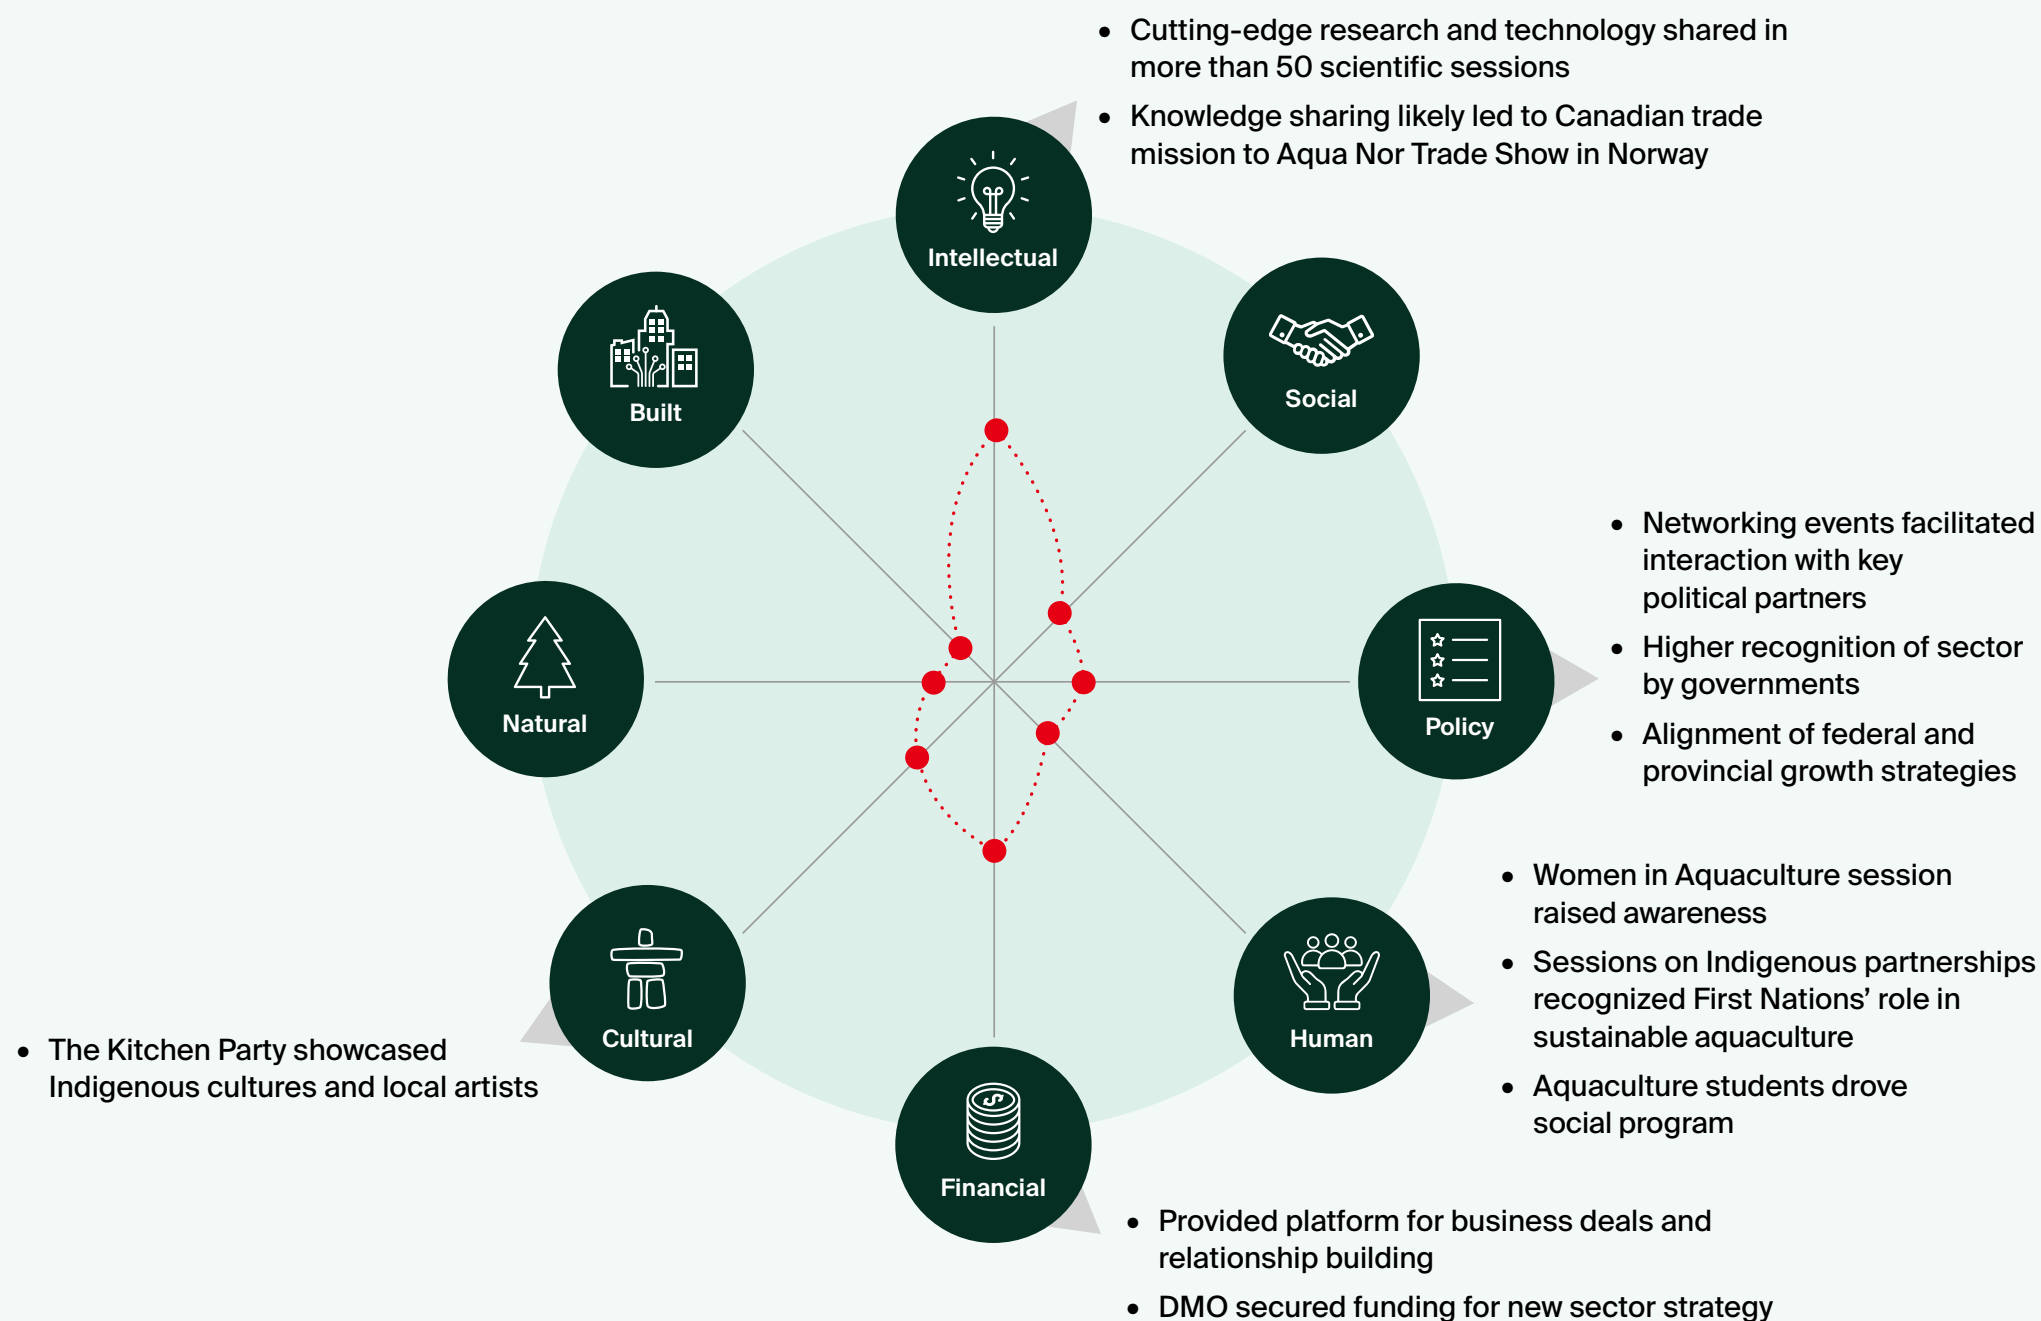 • Cutting-edge research and technology shared in
more than 50 scientific sessions
• Knowledge sharing likely led to Canadian trade
mission to Aqua Nor Trade Show in Norway
Intellectual
Social
Built
• Networking events facilitated
interaction with key
political partners
• Higher recognition of sector
by governments
• Alignment of federal and
provincial growth strategies
Policy
Natural
• Women in Aquaculture session
raised awareness
• Sessions on Indigenous partnerships
recognized First Nations’ role in
sustainable aquaculture
• Aquaculture students drove
social program
Human
Cultural
• The Kitchen Party showcased
Indigenous cultures and local artists
Financial
• Provided platform for business deals and
relationship building
• DMO secured funding for new sector strategy